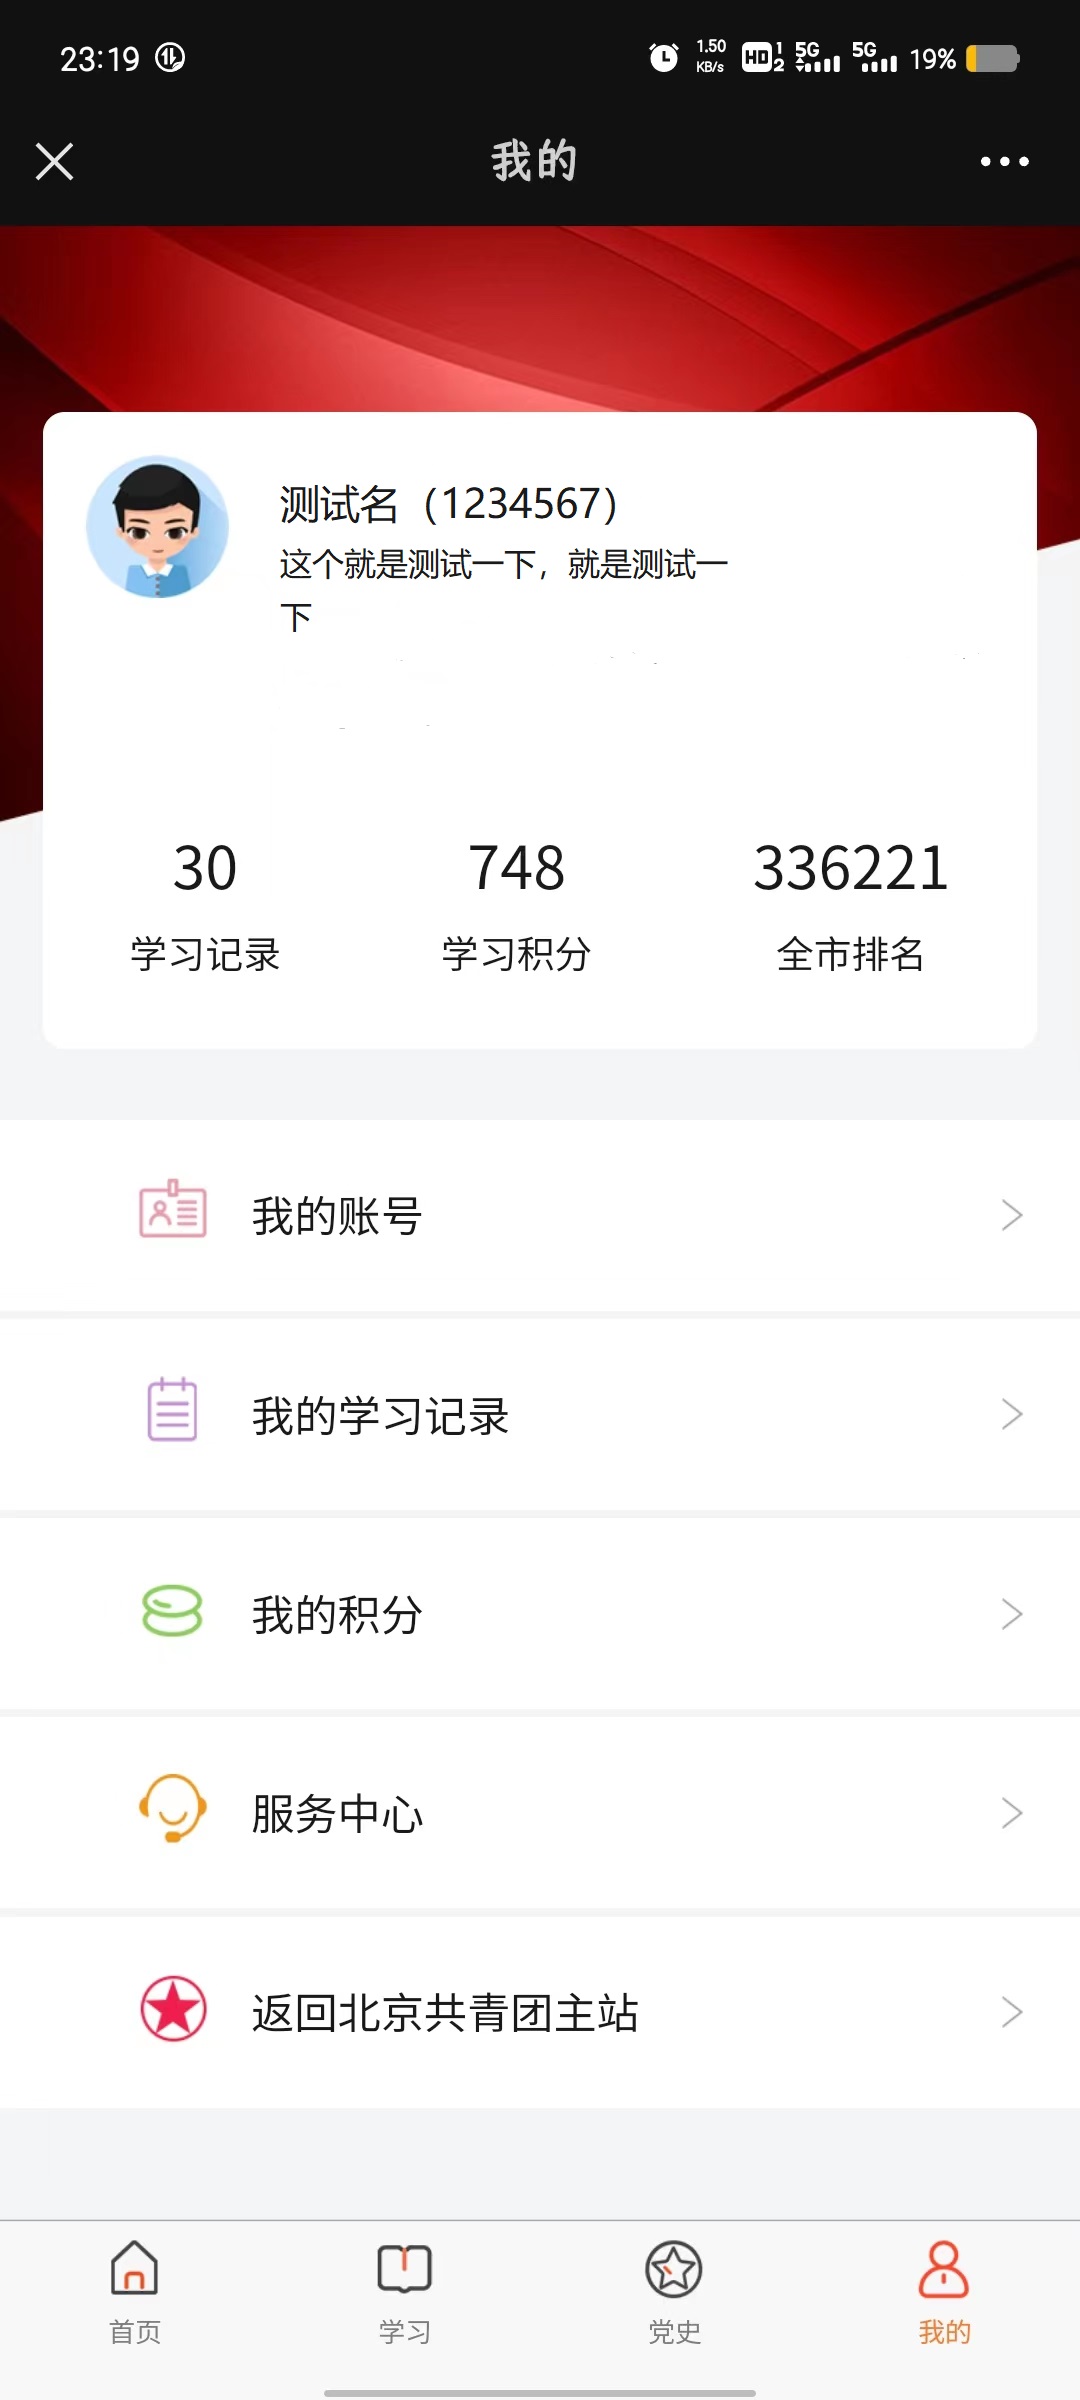 23:19 1.50 KB/s HD 1 2 5G 5G 19%
我的
测试名（1234567）
这个就是测试一下，就是测试一
下
30 748 336221
学习记录 学习积分 全市排名
我的账号
我的学习记录
我的积分
服务中心
返回北京共青团主站
首页 学习 党史 我的